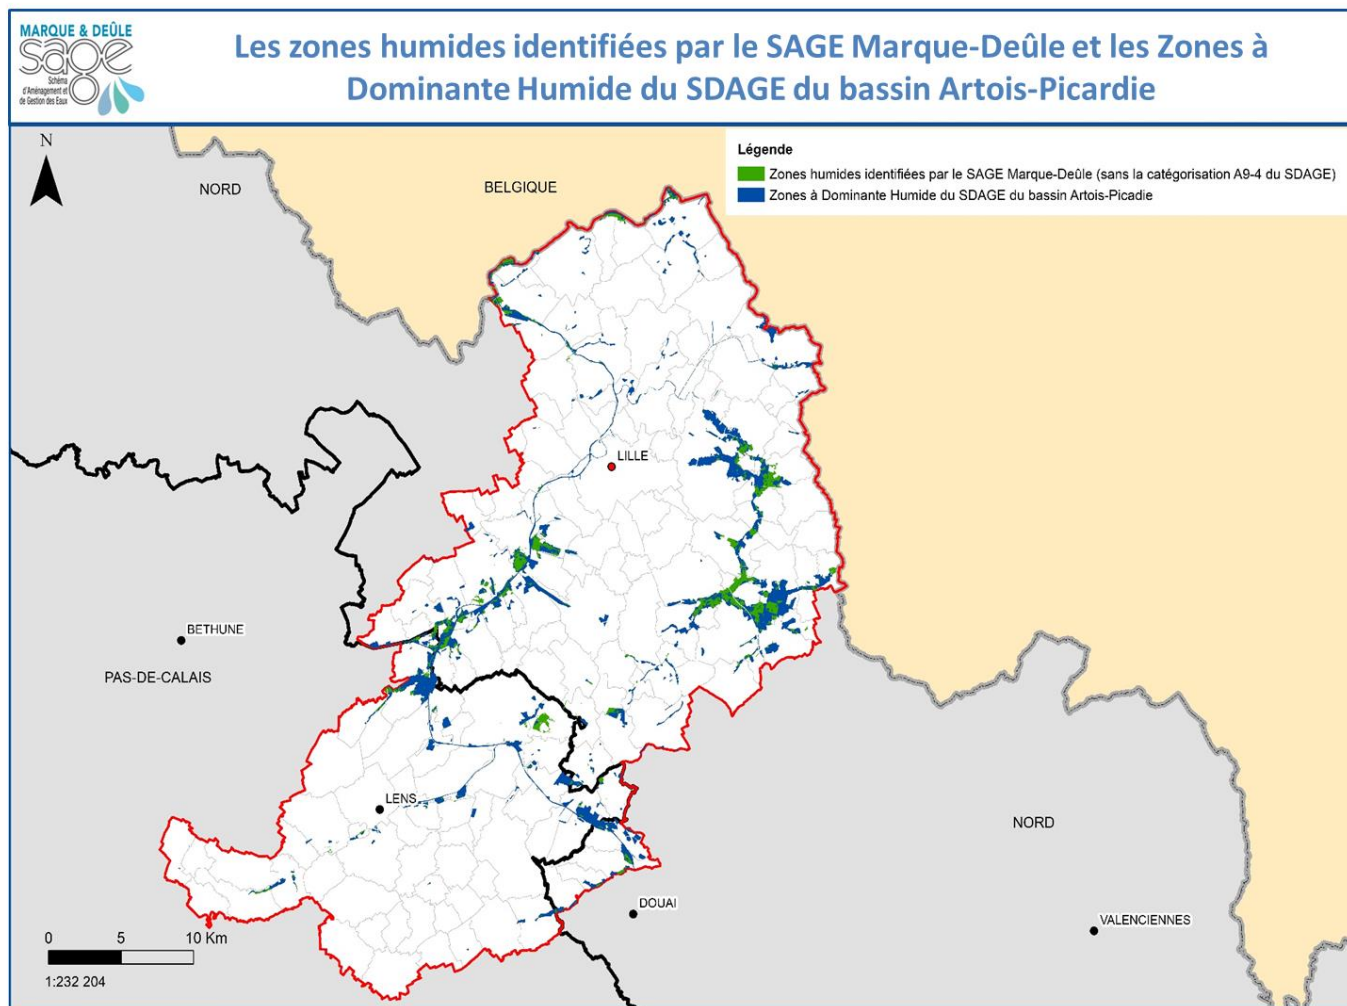 MARQUE & DEÛLE
sage
Schéma
d'Aménagement et
de Gestion des Eaux
Les zones humides identifiées par le SAGE Marque-Deûle et les Zones à
Dominante Humide du SDAGE du bassin Artois-Picardie
N
NORD
BELGIQUE
Légende
Zones humides identifiées par le SAGE Marque-Deûle (sans la catégorisation A9-4 du SDAGE)
Zones à Dominante Humide du SDAGE du bassin Artois-Picadie
LILLE
BETHUNE
PAS-DE-CALAIS
LENS
NORD
DOUAI
VALENCIENNES
0 5 10 Km
1:232 204